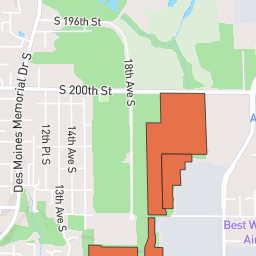 S 196th St
18th Ave S
Des Moines Memorial Dr S
S 200th St
12th Pl S
14th Ave S
13th Ave S
A
Best W
Air